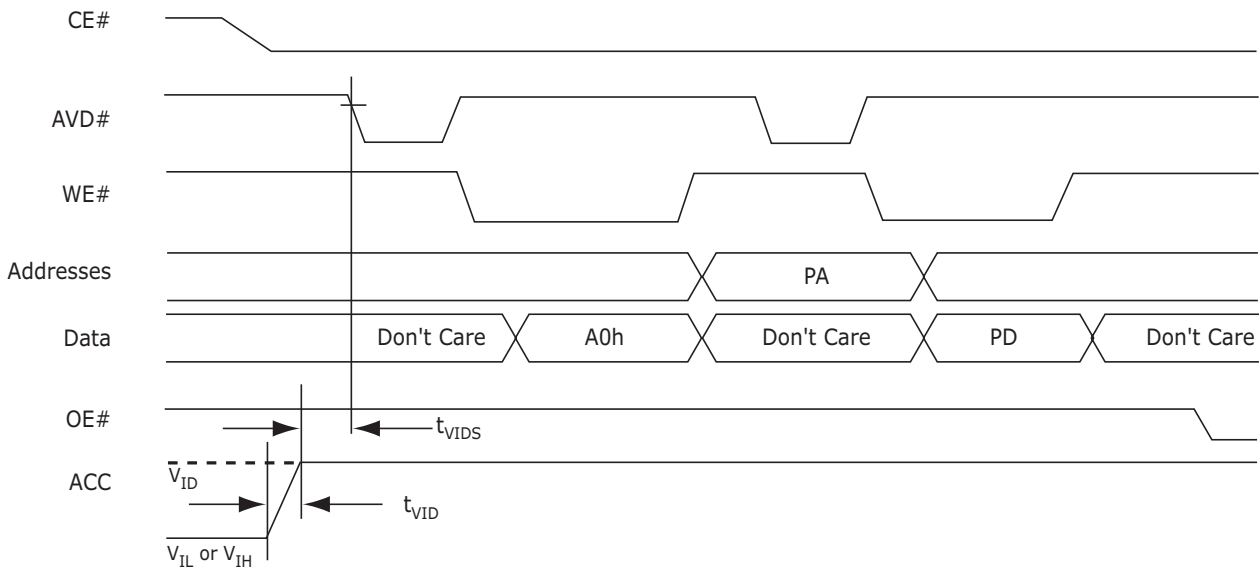 CE#
AVD#
WE#
Addresses
PA
Data
Don't Care
A0h
Don't Care
PD
Don't Care
OE#
tVIDS
ACC
VID
tVID
VIL or VIH